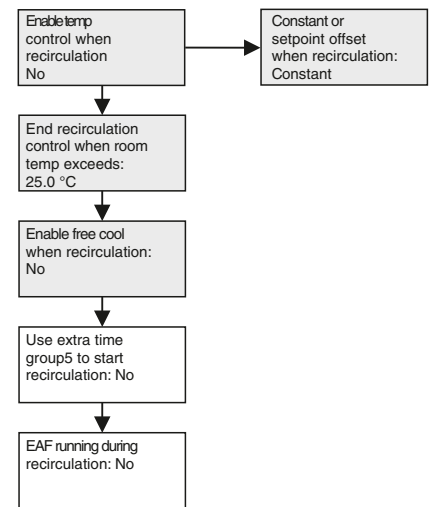 Enable temp
control when
recirculation
No
Constant or
setpoint offset
when recirculation:
Constant
End recirculation
control when room
temp exceeds:
25.0 °C
Enable free cool
when recirculation:
No
Use extra time
group5 to start
recirculation: No
EAF running during
recirculation: No